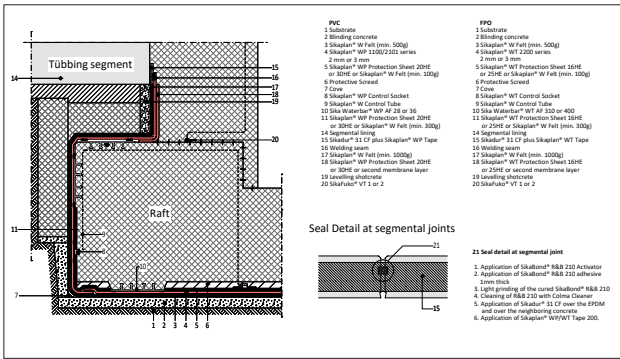 Tübbing segment
14
15
16
17
18
19
20
Raft
11
9
8
10
7
1 2 3 4 5 6
PVC
1 Substrate
2 Blinding concrete
3 Sikaplan® W Felt (min. 500g)
4 Sikaplan® WP 1100/2101 series
2 mm or 3 mm
5 Sikaplan® WP Protection Sheet 20HE
or 30HE or Sikaplan® W Felt (min. 100g)
6 Protective Screed
7 Cove
8 Sikaplan® WP Control Socket
9 Sikaplan® W Control Tube
10 Sika Waterbar® WP AF 28 or 36
11 Sikaplan® WP Protection Sheet 20HE
or 30HE or Sikaplan® W Felt (min. 300g)
14 Segmental lining
15 Sikadur® 31 CF plus Sikaplan® WP Tape
16 Welding seam
17 Sikaplan® W Felt (min. 1000g)
18 Sikaplan® WP Protection Sheet 20HE
or 30HE or second membrane layer
19 Levelling shotcrete
20 SikaFuko® VT 1 or 2
FPO
1 Substrate
2 Blinding concrete
3 Sikaplan® W Felt (min. 500g)
4 Sikaplan® WT 2200 series
2 mm or 3 mm
5 Sikaplan® WT Protection Sheet 16HE
or 25HE or Sikaplan® W Felt (min. 100g)
6 Protective Screed
7 Cove
8 Sikaplan® WT Control Socket
9 Sikaplan® W Control Tube
10 Sika Waterbar® WT AF 310 or 400
11 Sikaplan® WT Protection Sheet 16HE
or 25HE or Sikaplan® W Felt (min. 300g)
14 Segmental lining
15 Sikadur® 31 CF plus Sikaplan® WT Tape
16 Welding seam
17 Sikaplan® W Felt (min. 1000g)
18 Sikaplan® WT Protection Sheet 16HE
or 25HE or second membrane layer
19 Levelling shotcrete
20 SikaFuko® VT 1 or 2
Seal Detail at segmental joints
21
15
21 Seal detail at segmental joint
1. Application of SikaBond® R&B 210 Activator
2. Application of SikaBond® R&B 210 adhesive
1mm thick
3. Light grinding of the cured SikaBond® R&B 210
4. Cleaning of R&B 210 with Colma Cleaner
5. Application of Sikadur® 31 CF over the EPDM
and over the neighboring concrete
6. Application of Sikaplan® WP/WT Tape 200.